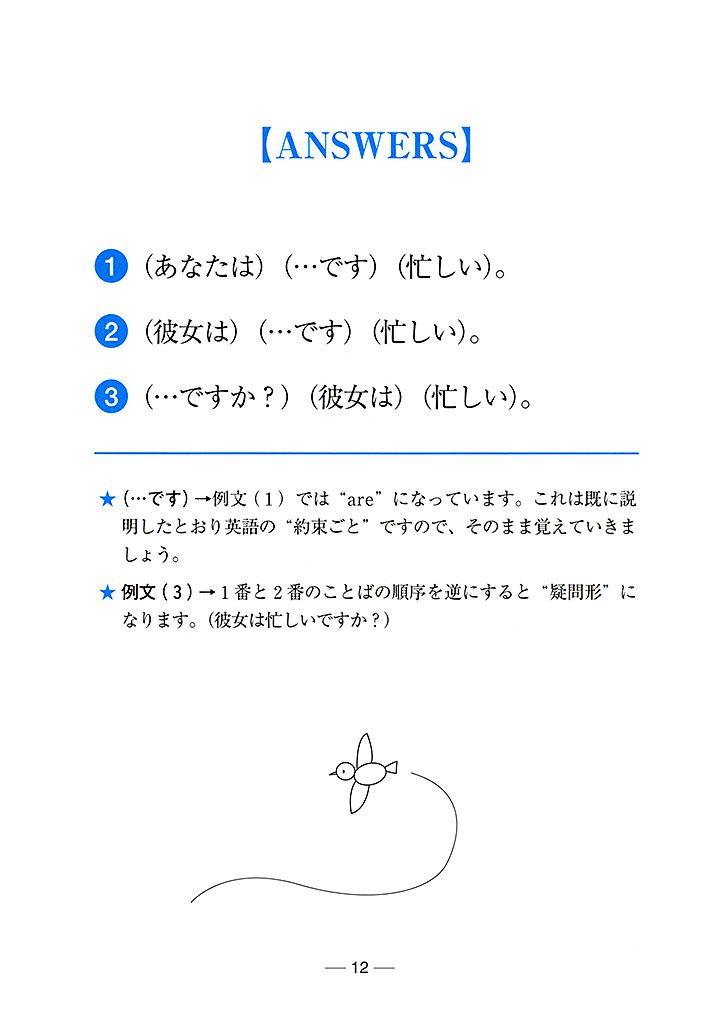 【ANSWERS】
1 (あなたは) (…です) (忙しい)。
2 (彼女は) (…です) (忙しい)。
3 (…ですか?) (彼女は) (忙しい)。
★ (…です) →例文(1) では “are” になっています。これは既に説
明したとおり英語の “約束ごと” ですので、そのまま覚えていきま
しょう。
★ 例文(3) →1番と2番のことばの順序を逆にすると “疑問形” に
なります。(彼女は忙しいですか?)
— 12 —